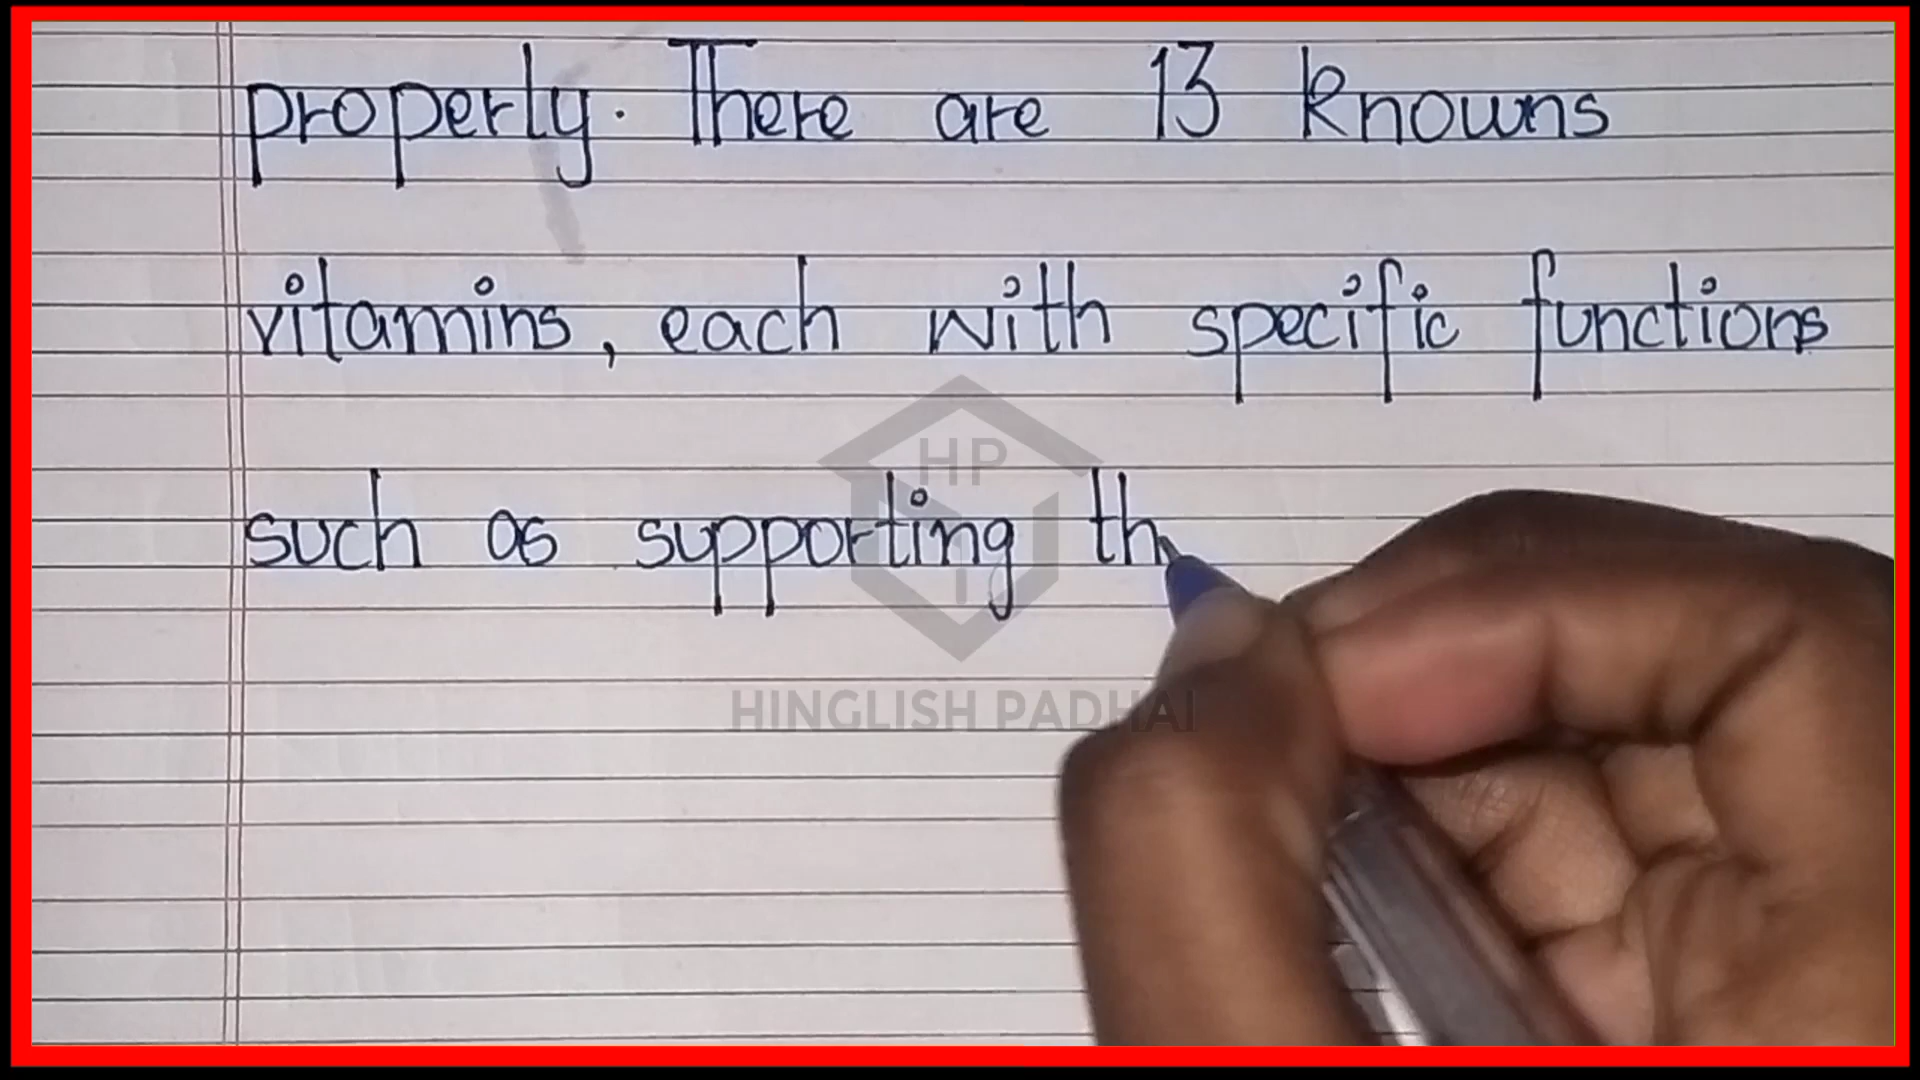 properly. There are 13 knowns
vitamins, each with specific functions
such as supporting th
HP
HINGLISH PADHAI